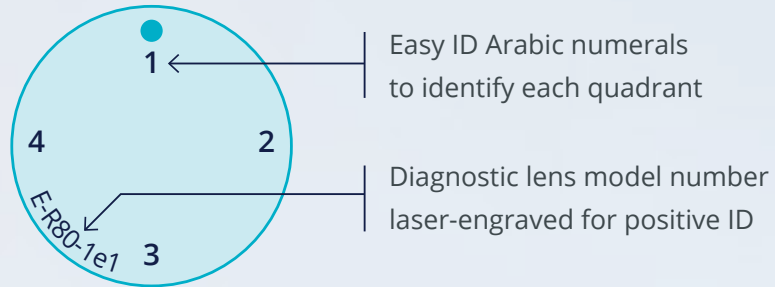 1
Easy ID Arabic numerals
to identify each quadrant
4
2
Diagnostic lens model number
laser-engraved for positive ID
E-R80-1e1
3